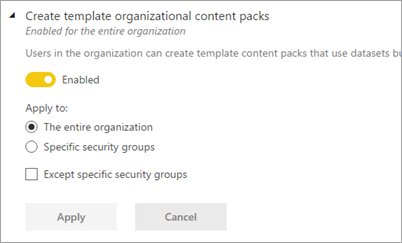 Create template organizational content packs
Enabled for the entire organization
Users in the organization can create template content packs that use datasets
Enabled
Apply to:
The entire organization
Specific security groups
Except specific security groups
Apply
Cancel